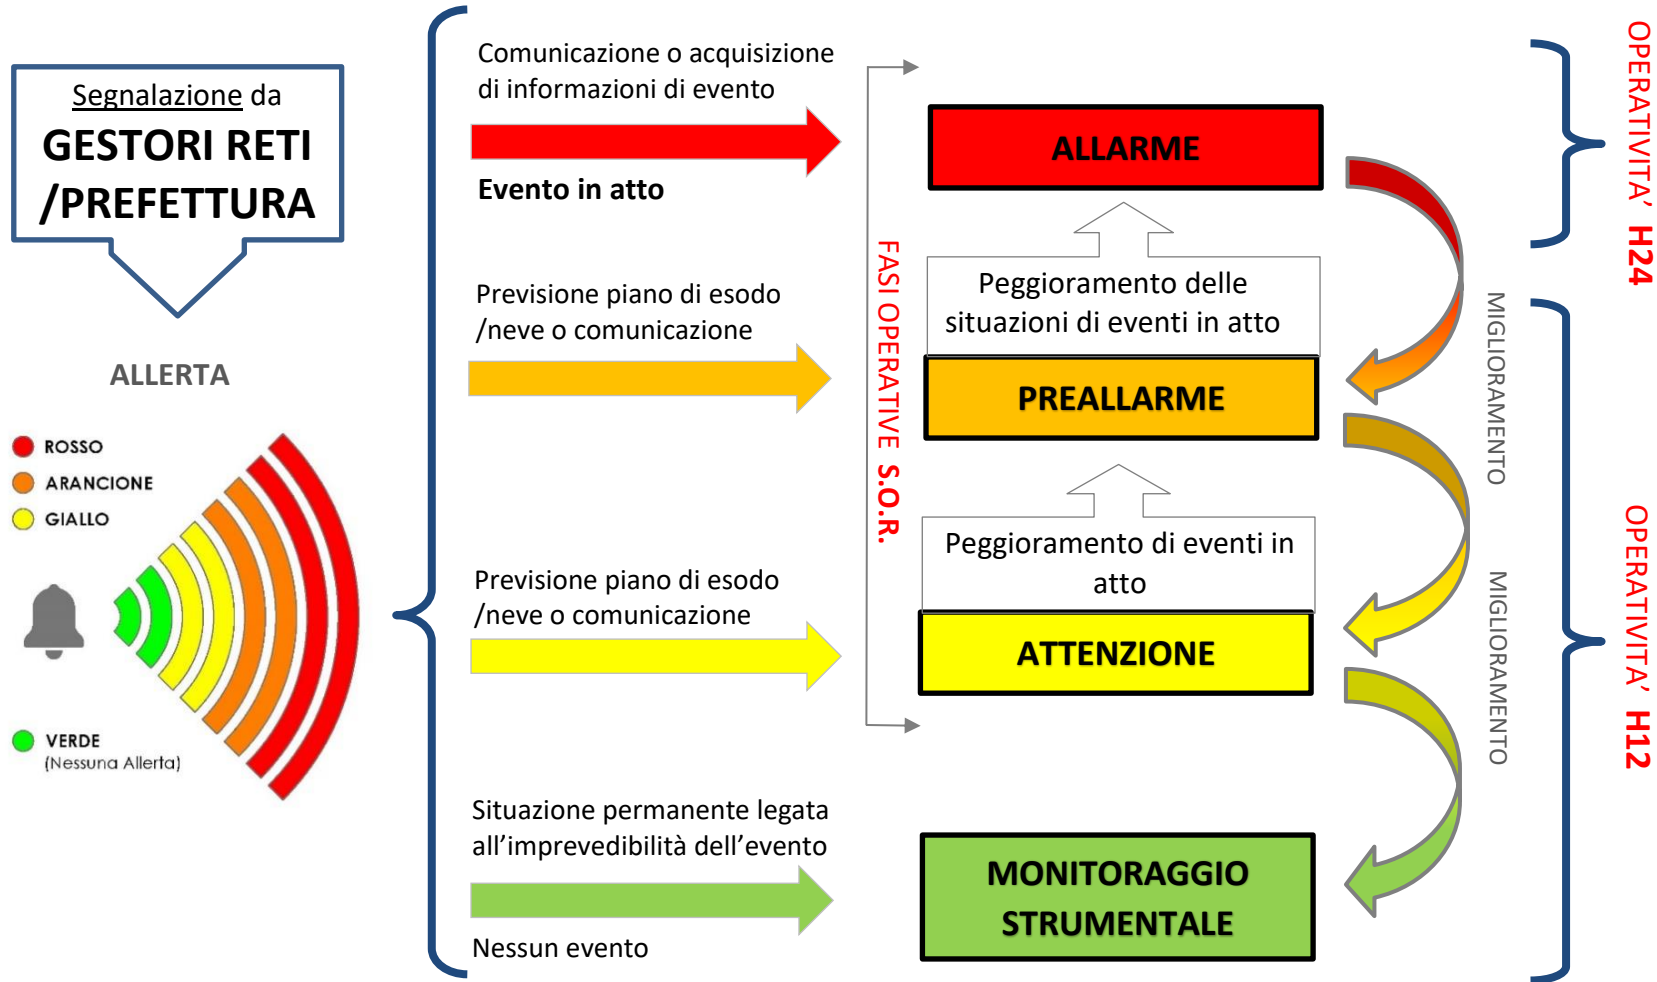 Segnalazione da
GESTORI RETI
/PREFETTURA
ALLERTA
ROSSO
ARANCIONE
GIALLO
VERDE
(Nessuna Allerta)
Comunicazione o acquisizione
di informazioni di evento
Evento in atto
Previsione piano di esodo
/neve o comunicazione
Previsione piano di esodo
/neve o comunicazione
Situazione permanente legata
all’imprevedibilità dell’evento
Nessun evento
FASI OPERATIVE S.O.R.
ALLARME
Peggioramento delle
situazioni di eventi in atto
PREALLARME
Peggioramento di eventi in
atto
ATTENZIONE
MONITORAGGIO
STRUMENTALE
MIGLIORAMENTO
MIGLIORAMENTO
OPERATIVITA’ H24
OPERATIVITA’ H12